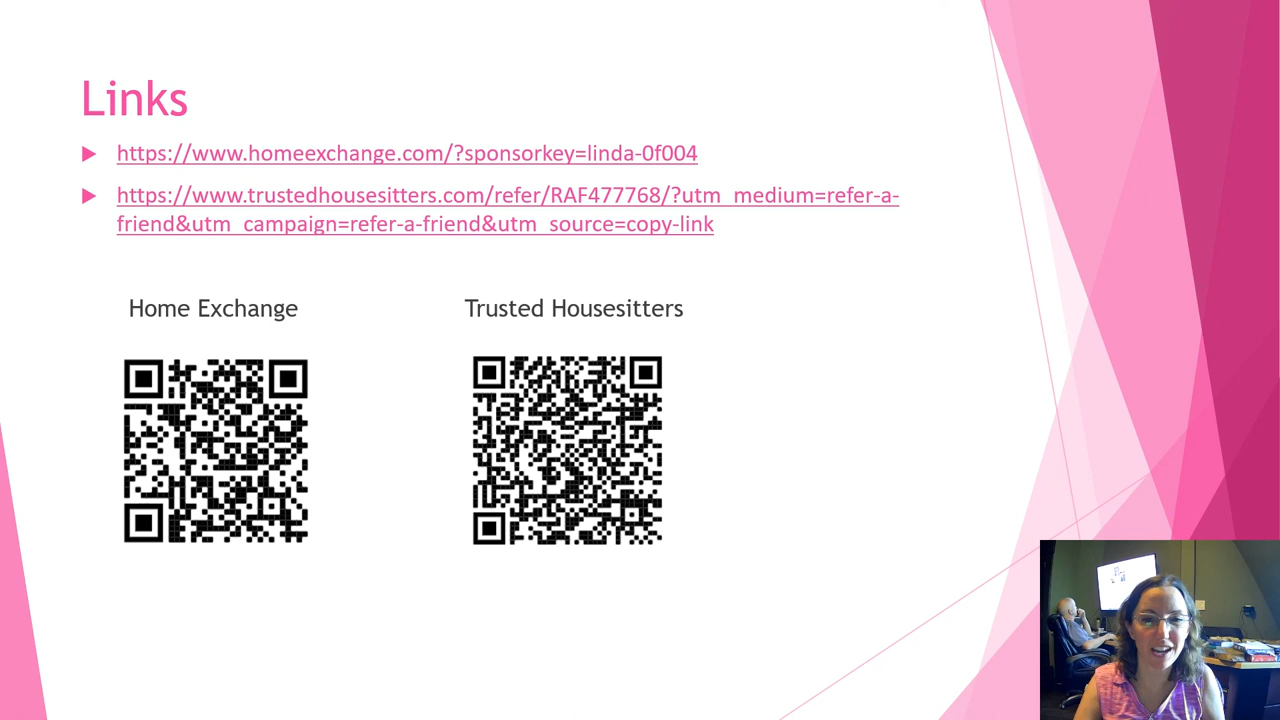 Links
https://www.homeexchange.com/?sponsorkey=linda-0f004
https://www.trustedhousesitters.com/refer/RAF477768/?utm_medium=refer-a-
friend&utm_campaign=refer-a-friend&utm_source=copy-link
Home Exchange
Trusted Housesitters